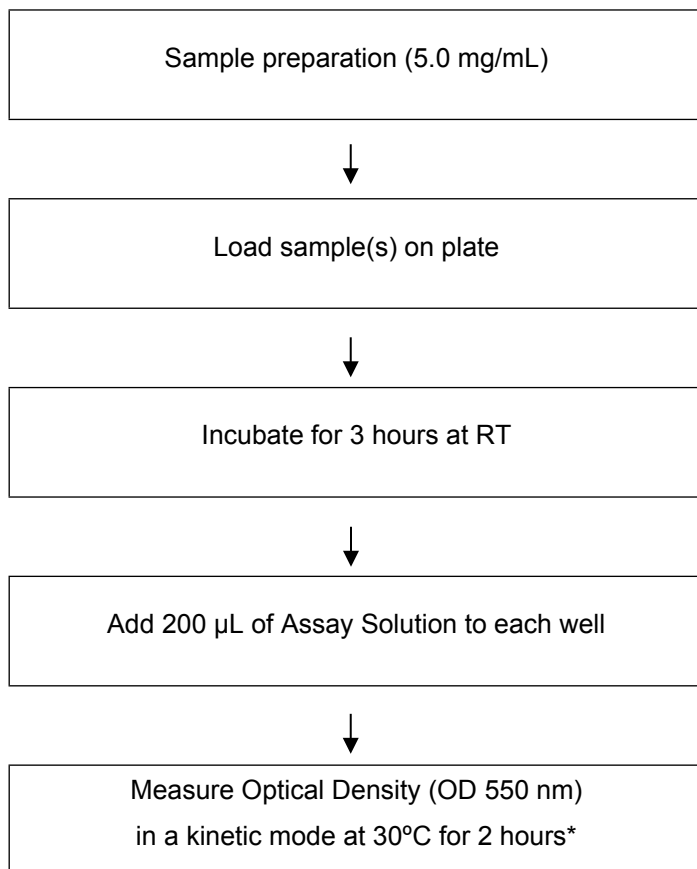 Sample preparation (5.0 mg/mL)
Load sample(s) on plate
Incubate for 3 hours at RT
Add 200 µL of Assay Solution to each well
Measure Optical Density (OD 550 nm)
in a kinetic mode at 30ºC for 2 hours*